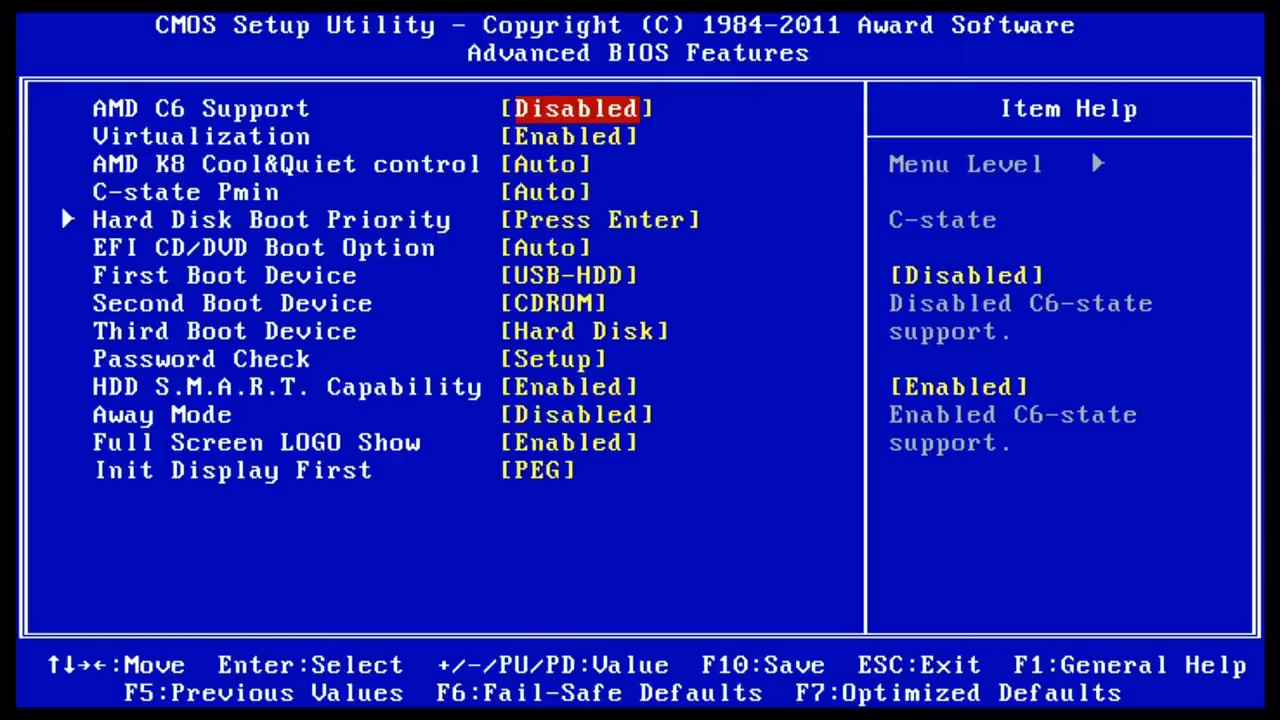 CMOS Setup Utility - Copyright (C) 1984-2011 Award Software
Advanced BIOS Features
AMD C6 Support [Disabled]
Virtualization [Enabled]
AMD K8 Cool&Quiet control [Auto]
C-state Pmin [Auto]
Hard Disk Boot Priority [Press Enter]
EFI CD/DVD Boot Option [Auto]
First Boot Device [USB-HDD]
Second Boot Device [CDROM]
Third Boot Device [Hard Disk]
Password Check [Setup]
HDD S.M.A.R.T. Capability [Enabled]
Away Mode [Disabled]
Full Screen LOGO Show [Enabled]
Init Display First [PEG]
Item Help
Menu Level
C-state
[Disabled]
Disabled C6-state
support.
[Enabled]
Enabled C6-state
support.
↑↓→←:Move Enter:Select +/-/PU/PD:Value F10:Save ESC:Exit F1:General Help
F5:Previous Values F6:Fail-Safe Defaults F7:Optimized Defaults